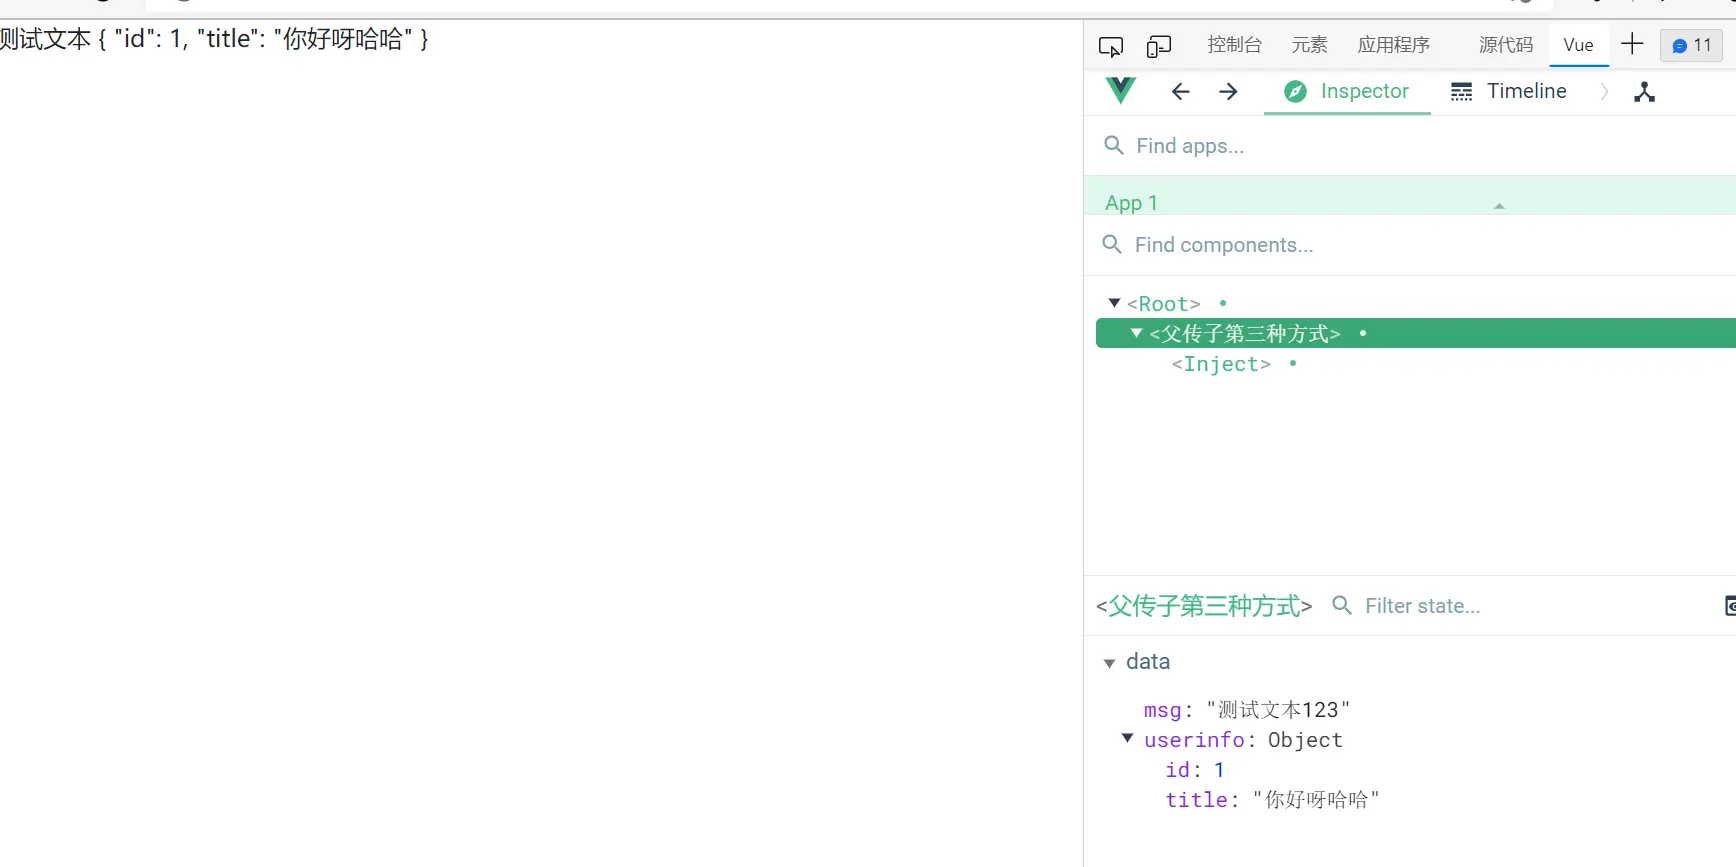 测试文本 { "id": 1, "title": "你好呀哈哈" }
控制台 元素 应用程序 源代码 Vue 11
Inspector Timeline
Find apps...
App 1
Find components...
<Root>
<父传子第三种方式>
<Inject>
<父传子第三种方式> Filter state...
data
msg: "测试文本123"
userinfo: Object
id: 1
title: "你好呀哈哈"